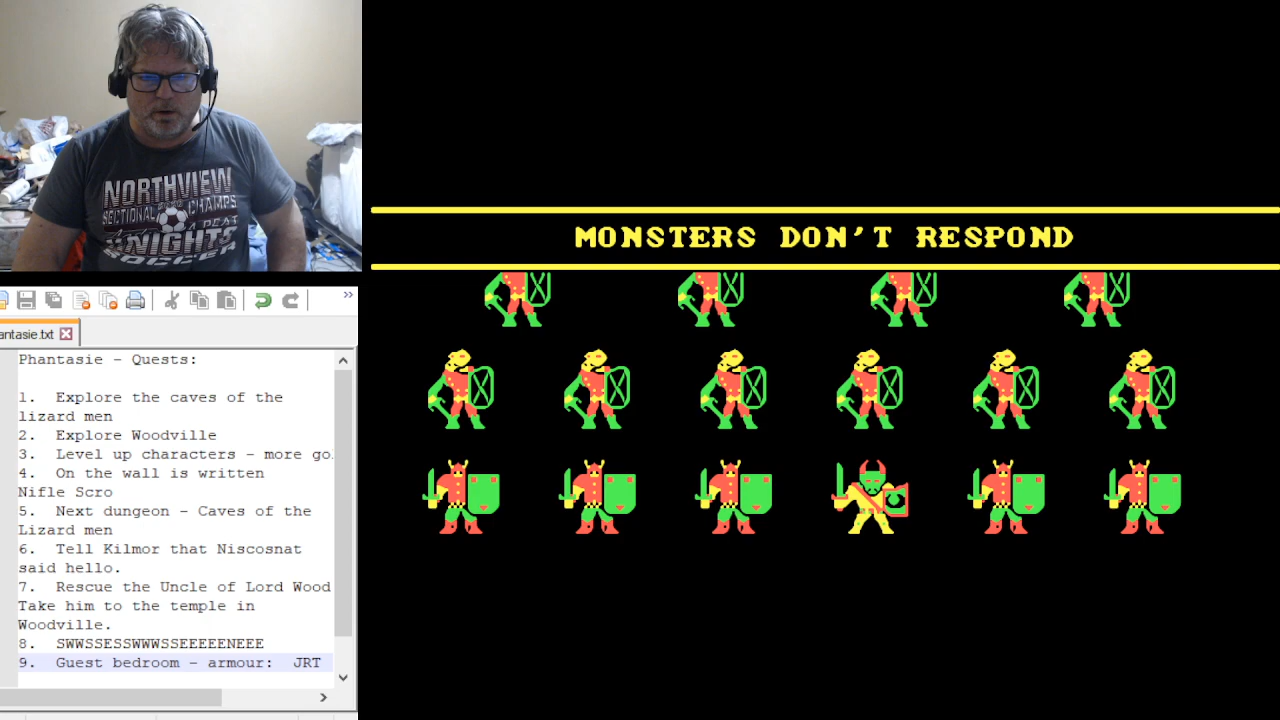 NORTHVIEW
SECTIONAL CHAMPS
KNIGHTS
SOCCER
MONSTERS DON'T RESPOND
antasie.txt
Phantasie - Quests:
1. Explore the caves of the
lizard men
2. Explore Woodville
3. Level up characters - more go
4. On the wall is written
Nifle Scro
5. Next dungeon - Caves of the
Lizard men
6. Tell Kilmor that Niscosnat
said hello.
7. Rescue the Uncle of Lord Wood
Take him to the temple in
Woodville.
8. SWWSSESSWWWSSEEEEENEEE
9. Guest bedroom - armour: JRT